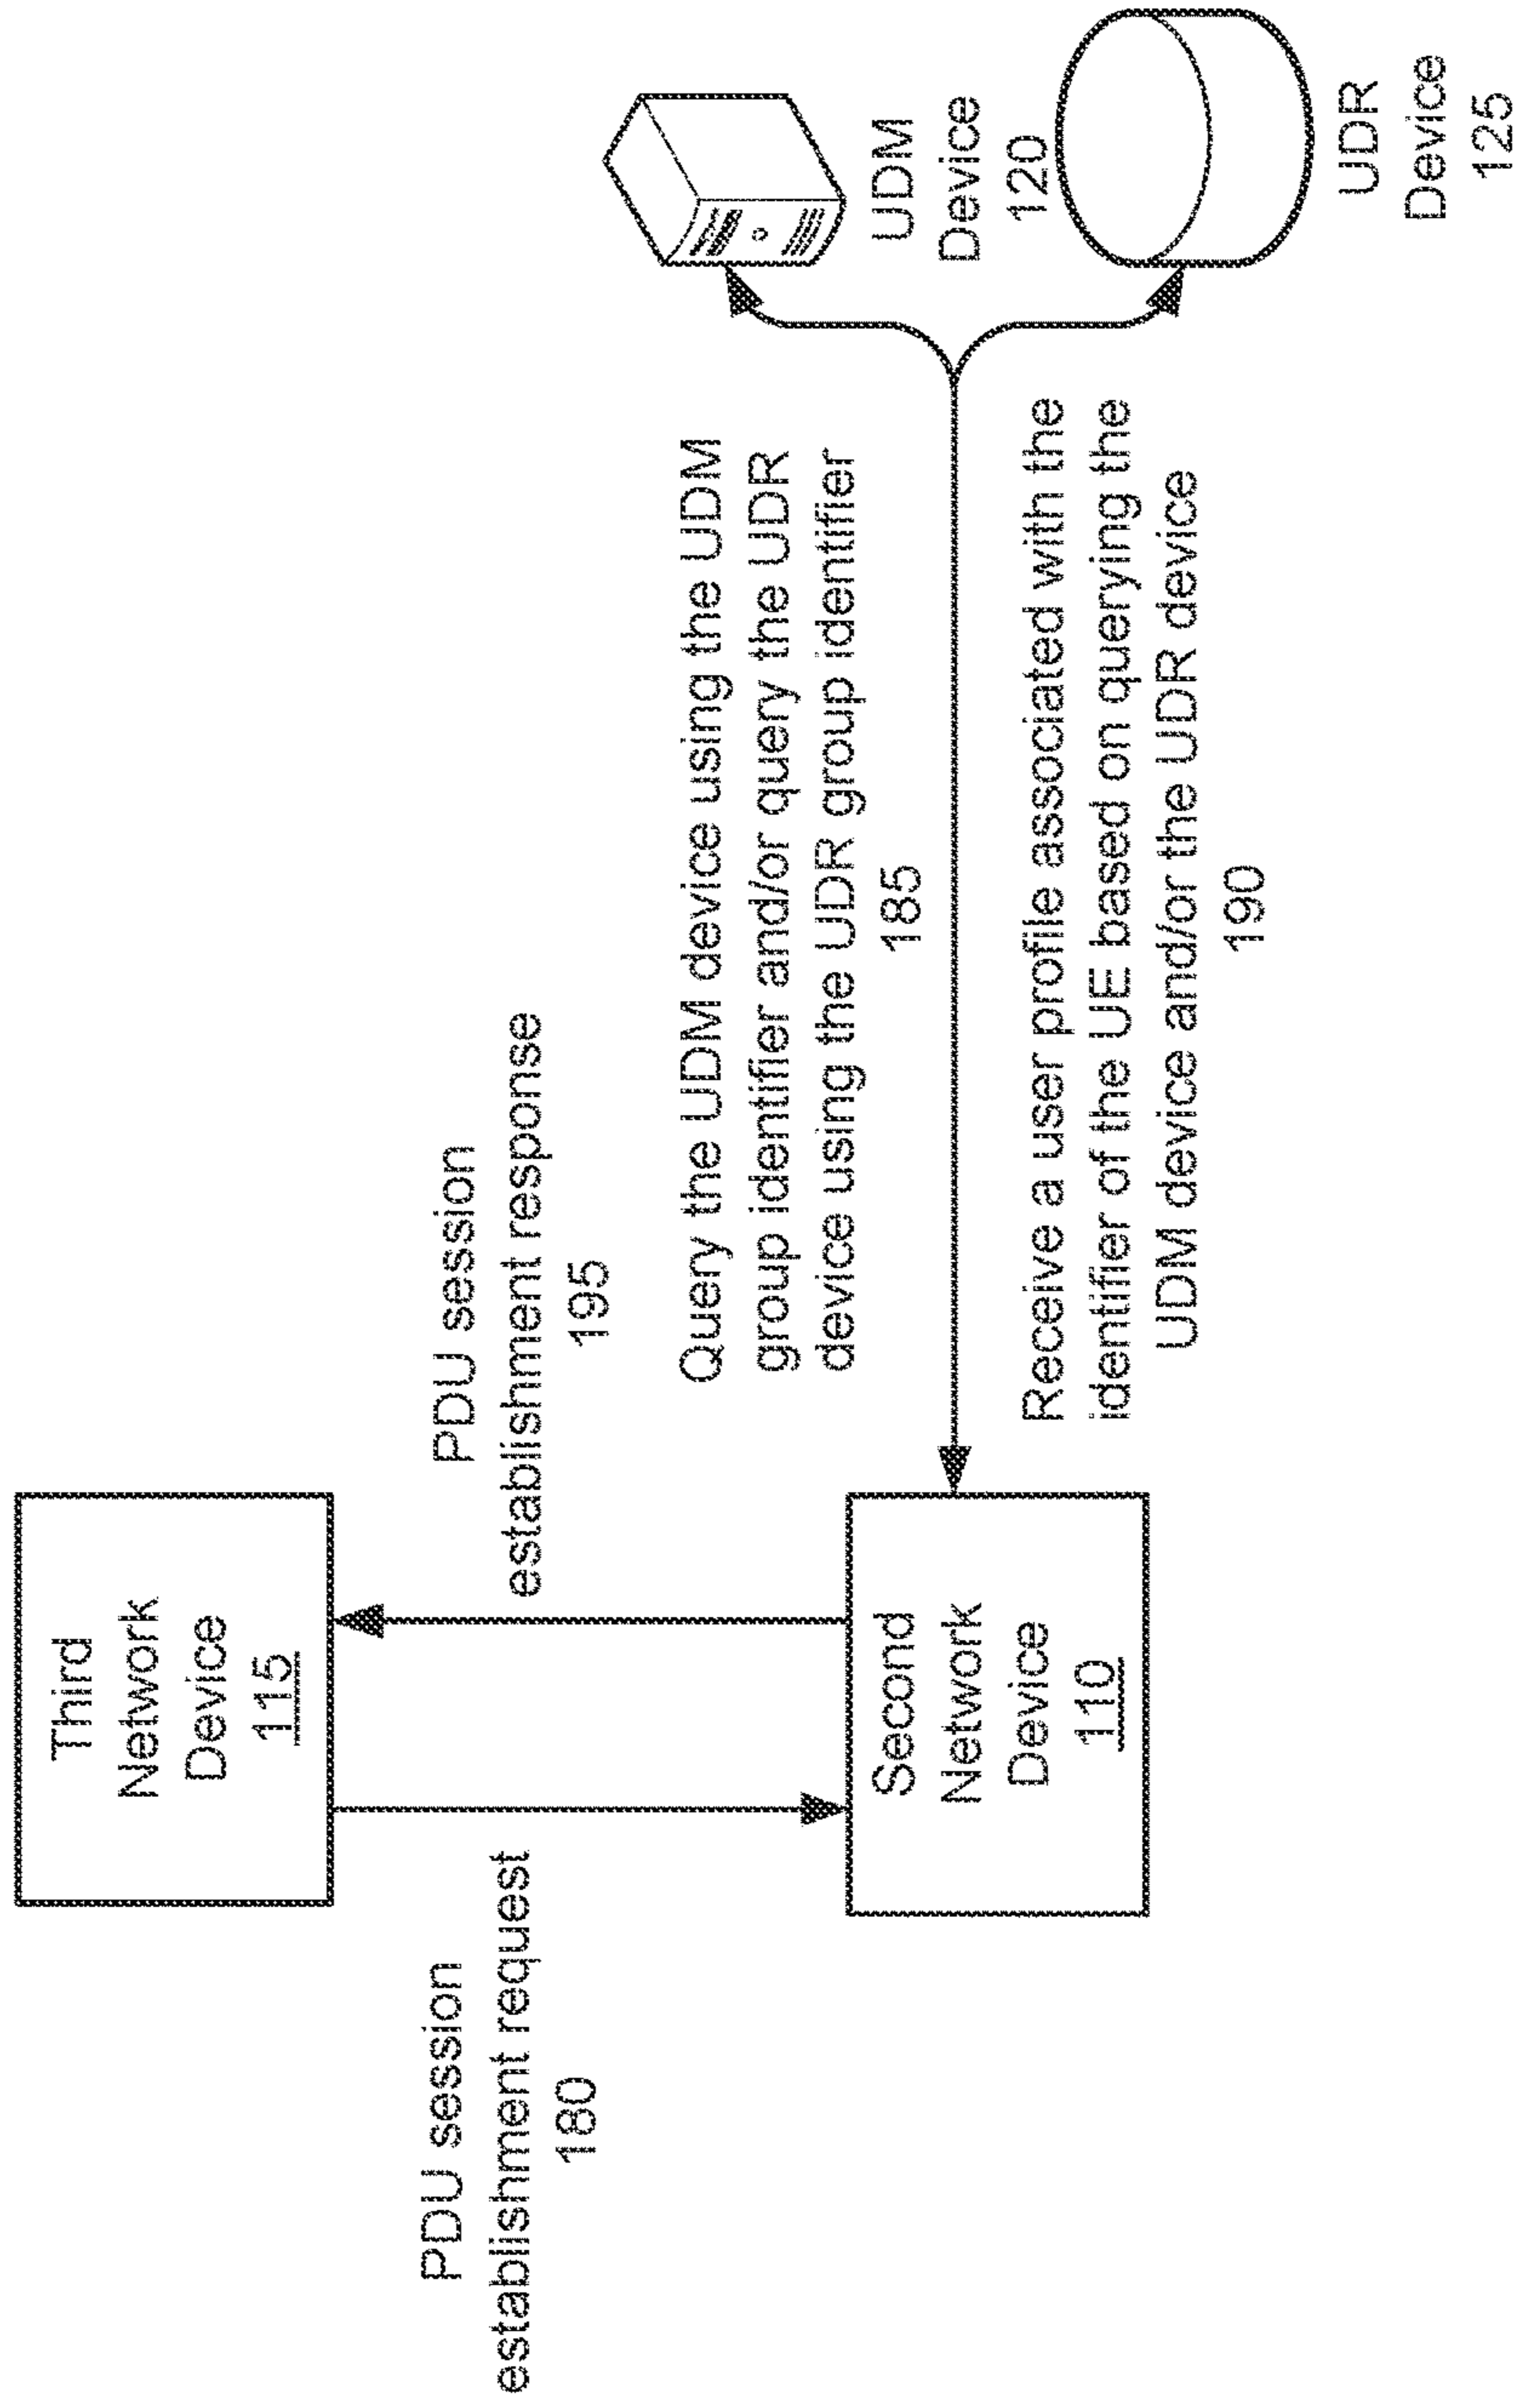 Third
Network
Device
115
PDU session
establishment request
180
PDU session
establishment response
195
Second
Network
Device
110
Query the UDM device using the UDM
group identifier and/or query the UDR
device using the UDR group identifier
185
Receive a user profile associated with the
identifier of the UE based on querying the
UDM device and/or the UDR device
190
UDM
Device
120
UDR
Device
125